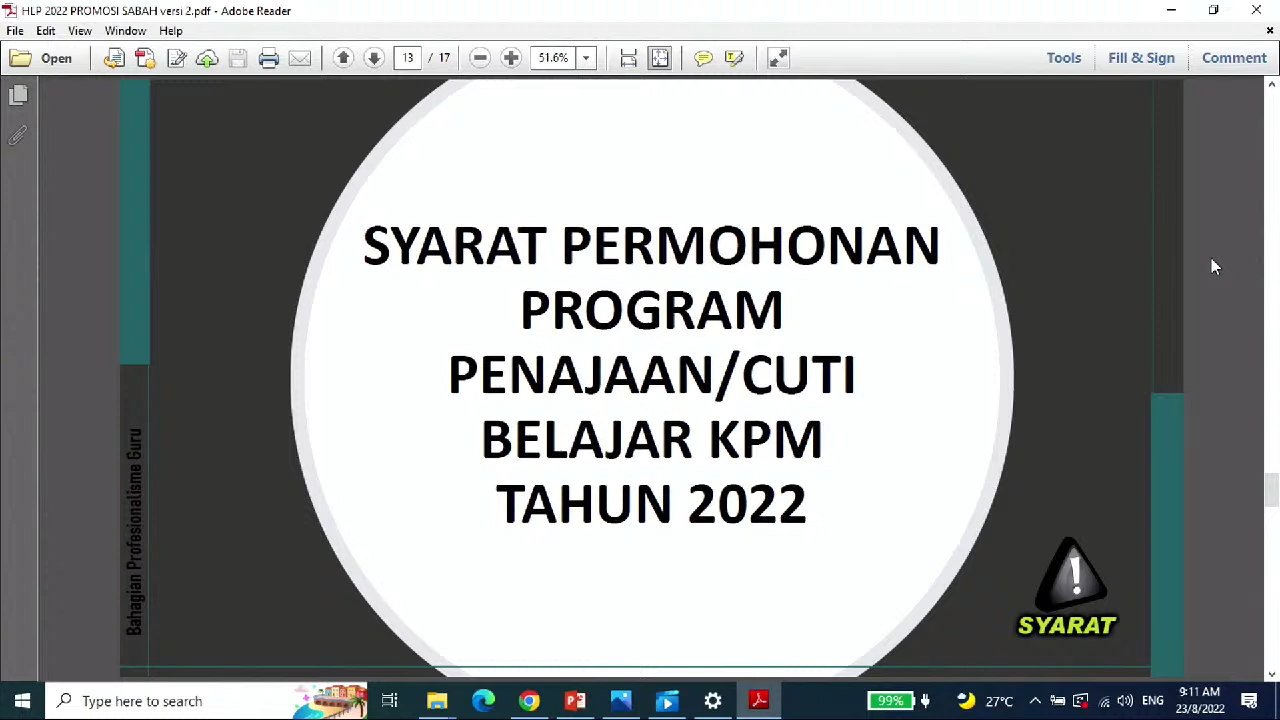 HLP 2022 PROMOSI SABAH versi 2.pdf - Adobe Reader
File Edit View Window Help
Open 13 / 17 51.6% Tools Fill & Sign Comment
SYARAT PERMOHONAN
PROGRAM
PENAJAAN/CUTI
BELAJAR KPM
TAHUN 2022
Bahagian Profesionalisme Guru
SYARAT
Type here to search 99% 27°C ENG 9:11 AM
23/8/2022